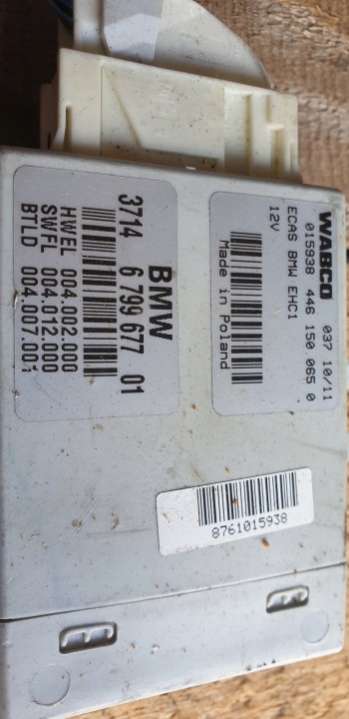 WABCO 037 10/11
015938 446 150 065 0
ECAS BMW EHC1
12V
Made in Poland
BMW
3714 6 799 677 01
HWEL 004.002.000
SWFL 004.012.000
BTLD 004.007.001
8761015938